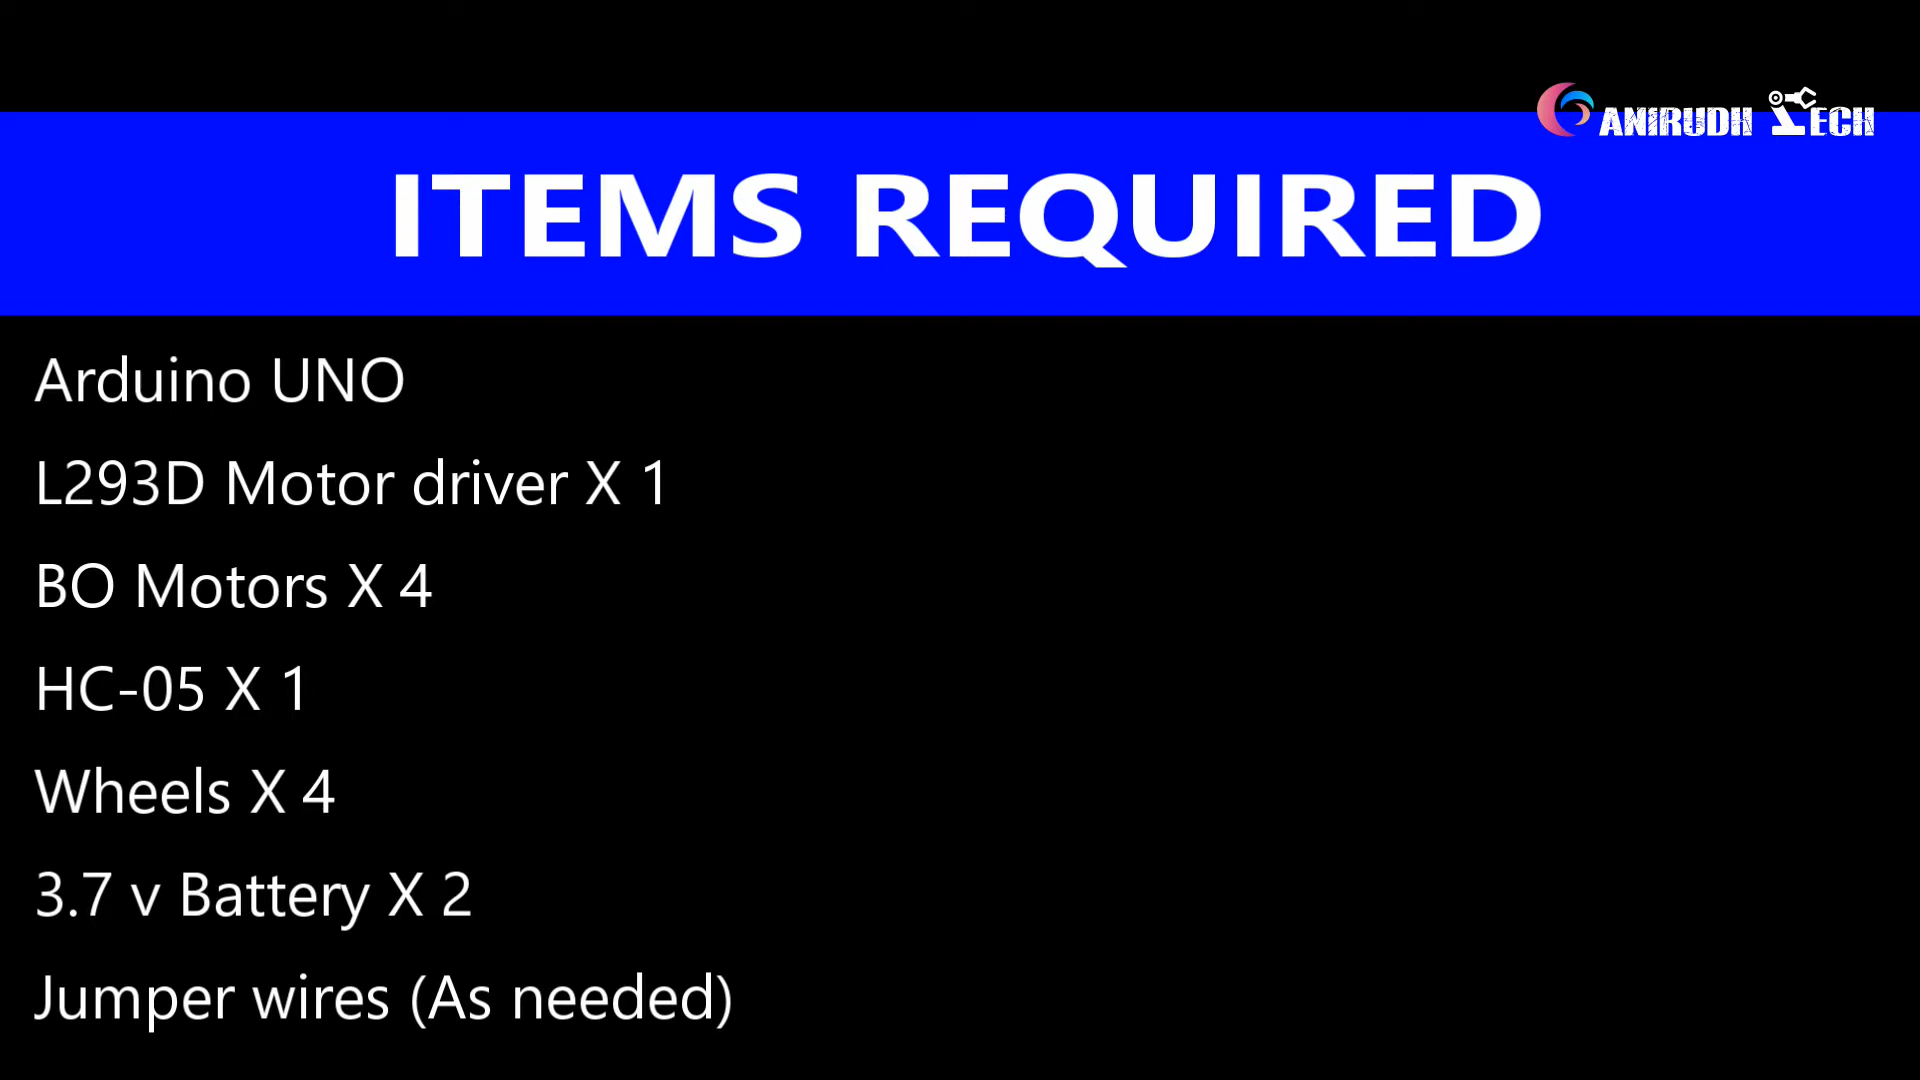 ANIRUDH TECH
ITEMS REQUIRED
Arduino UNO
L293D Motor driver X 1
BO Motors X 4
HC-05 X 1
Wheels X 4
3.7 v Battery X 2
Jumper wires (As needed)